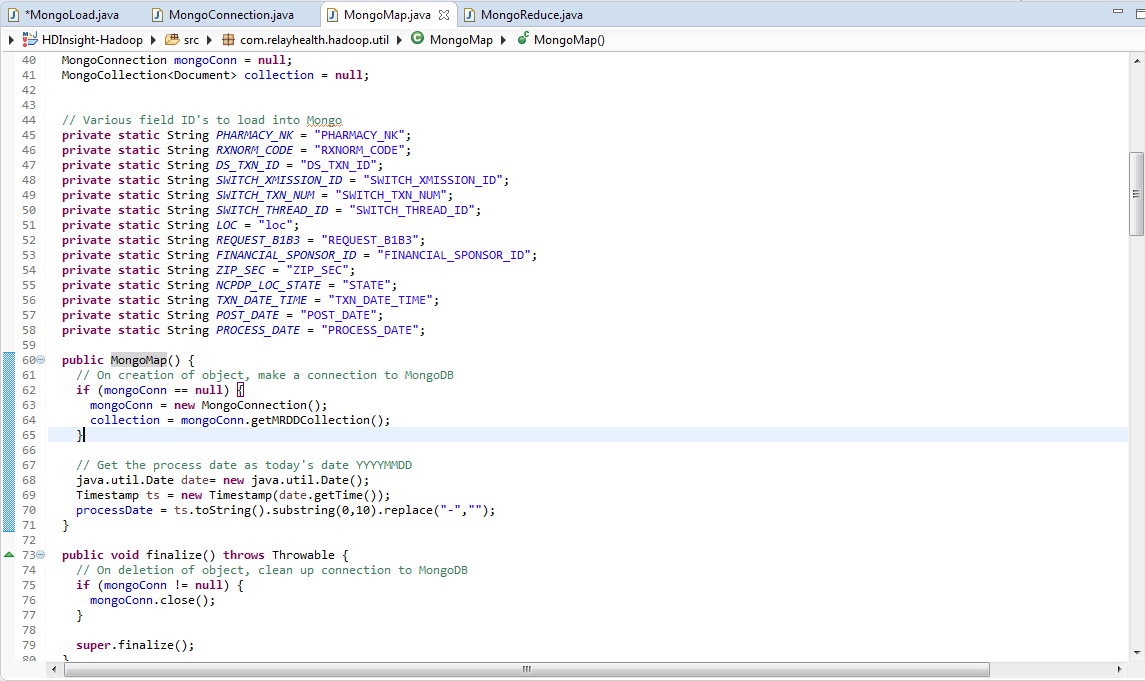 *MongoLoad.java MongoConnection.java MongoMap.java MongoReduce.java
HDInsight-Hadoop src com.relayhealth.hadoop.util MongoMap MongoMap()
40 MongoConnection mongoConn = null;
41 MongoCollection<Document> collection = null;
42
43
44 // Various field ID's to load into Mongo
45 private static String PHARMACY_NK = "PHARMACY_NK";
46 private static String RXNORM_CODE = "RXNORM_CODE";
47 private static String DS_TXN_ID = "DS_TXN_ID";
48 private static String SWITCH_XMISSION_ID = "SWITCH_XMISSION_ID";
49 private static String SWITCH_TXN_NUM = "SWITCH_TXN_NUM";
50 private static String SWITCH_THREAD_ID = "SWITCH_THREAD_ID";
51 private static String LOC = "loc";
52 private static String REQUEST_B1B3 = "REQUEST_B1B3";
53 private static String FINANCIAL_SPONSOR_ID = "FINANCIAL_SPONSOR_ID";
54 private static String ZIP_SEC = "ZIP_SEC";
55 private static String NCPDP_LOC_STATE = "STATE";
56 private static String TXN_DATE_TIME = "TXN_DATE_TIME";
57 private static String POST_DATE = "POST_DATE";
58 private static String PROCESS_DATE = "PROCESS_DATE";
59
60 public MongoMap() {
61 // On creation of object, make a connection to MongoDB
62 if (mongoConn == null) {
63 mongoConn = new MongoConnection();
64 collection = mongoConn.getMRDDCollection();
65 }
66
67 // Get the process date as today's date YYYYMMDD
68 java.util.Date date= new java.util.Date();
69 Timestamp ts = new Timestamp(date.getTime());
70 processDate = ts.toString().substring(0,10).replace("-","");
71 }
72
73 public void finalize() throws Throwable {
74 // On deletion of object, clean up connection to MongoDB
75 if (mongoConn != null) {
76 mongoConn.close();
77 }
78
79 super.finalize();
80 }